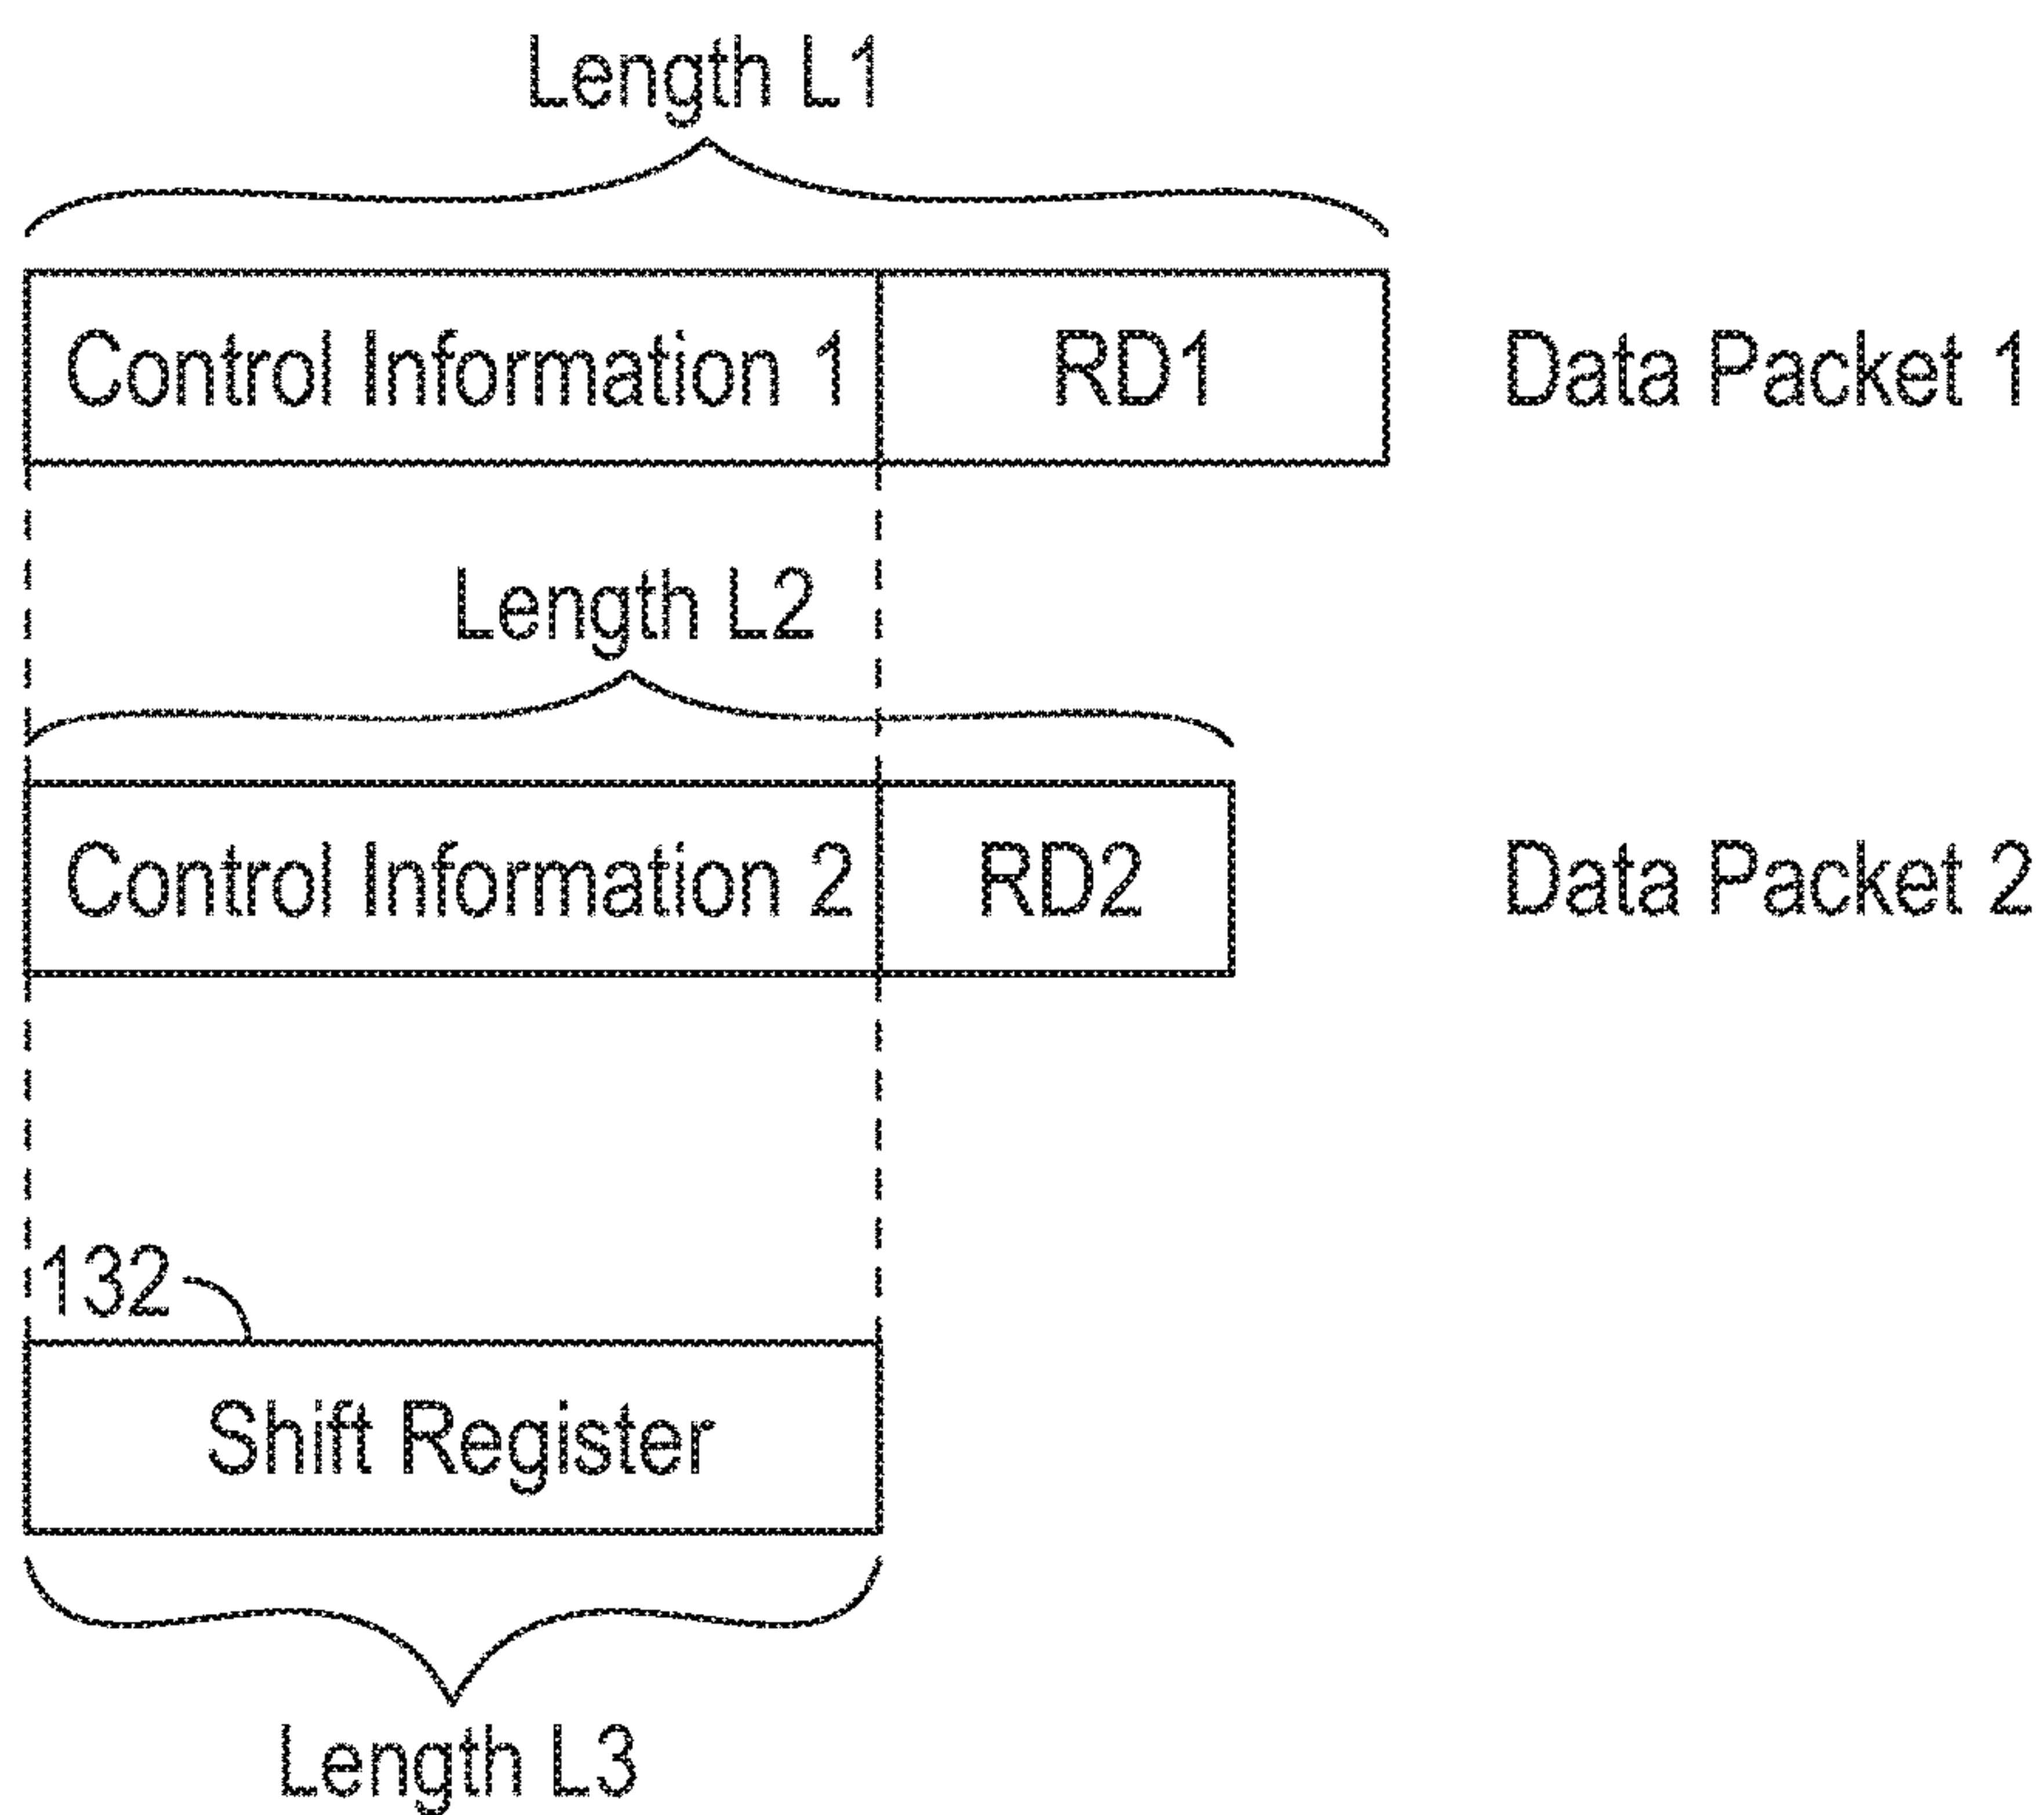 Length L1
Control Information 1 RD1 Data Packet 1
Length L2
Control Information 2 RD2 Data Packet 2
132
Shift Register
Length L3